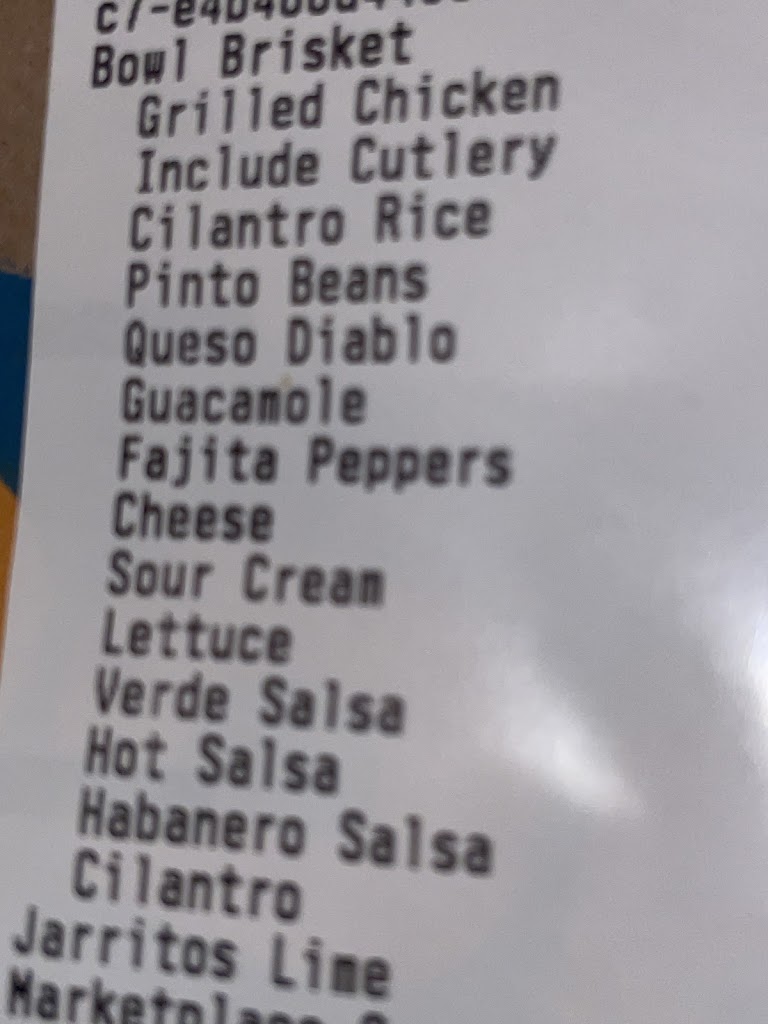 Bowl Brisket
Grilled Chicken
Include Cutlery
Cilantro Rice
Pinto Beans
Queso Diablo
Guacamole
Fajita Peppers
Cheese
Sour Cream
Lettuce
Verde Salsa
Hot Salsa
Habanero Salsa
Cilantro
Jarritos Lime
Marketplace